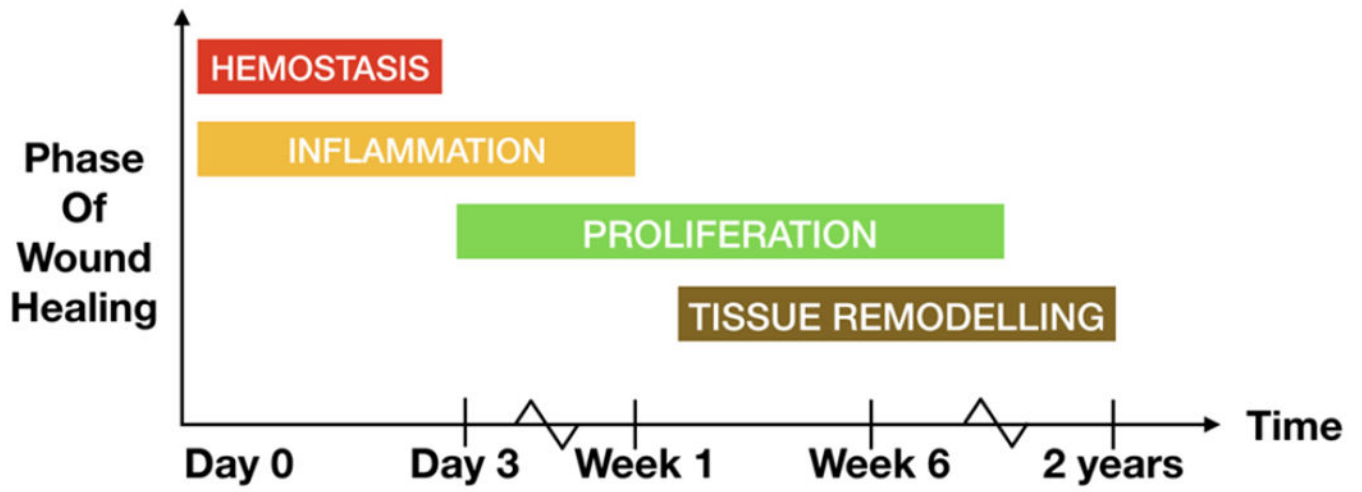 HEMOSTASIS
INFLAMMATION
PROLIFERATION
TISSUE REMODELLING
Phase
Of
Wound
Healing
Day 0 Day 3 Week 1 Week 6 2 years
Time